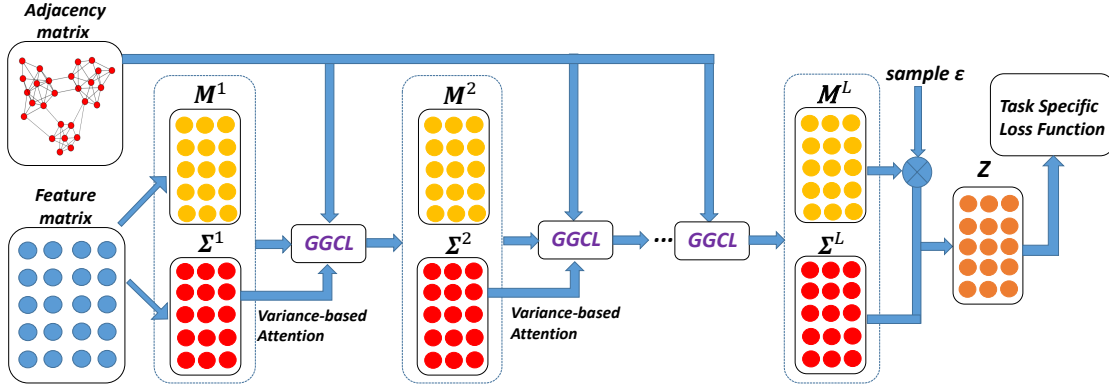 Adjacency
matrix
Feature
matrix
M¹
Σ¹
GGCL
Variance-based
Attention
M²
Σ²
GGCL
Variance-based
Attention
...
GGCL
Mᴸ
Σᴸ
sample ε
Z
Task Specific
Loss Function